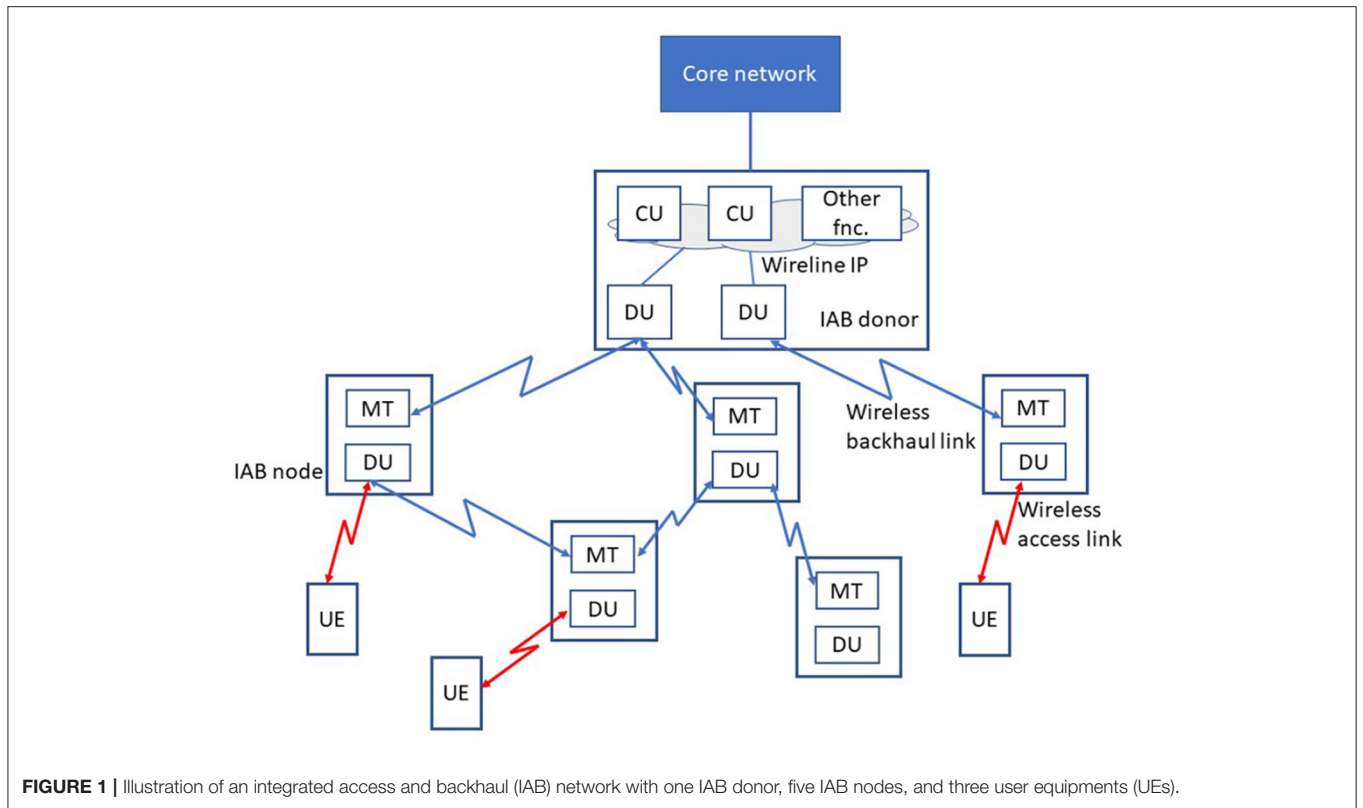 Core network
CU
CU
Other
fnc.
Wireline IP
DU
DU
IAB donor
MT
DU
IAB node
MT
DU
Wireless
backhaul link
MT
DU
Wireless
access link
UE
MT
DU
UE
MT
DU
UE
FIGURE 1 | Illustration of an integrated access and backhaul (IAB) network with one IAB donor, five IAB nodes, and three user equipments (UEs).